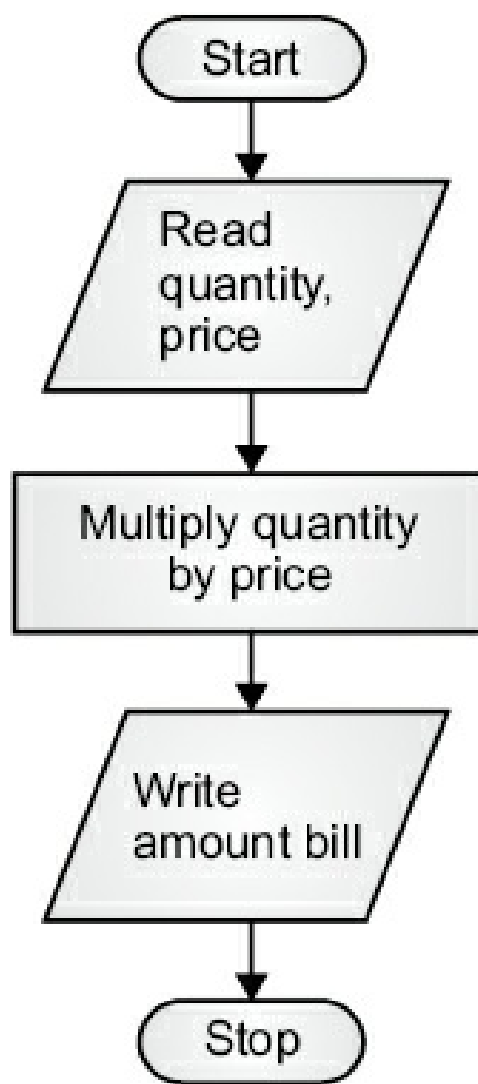 Start
Read
quantity,
price
Multiply quantity
by price
Write
amount bill
Stop